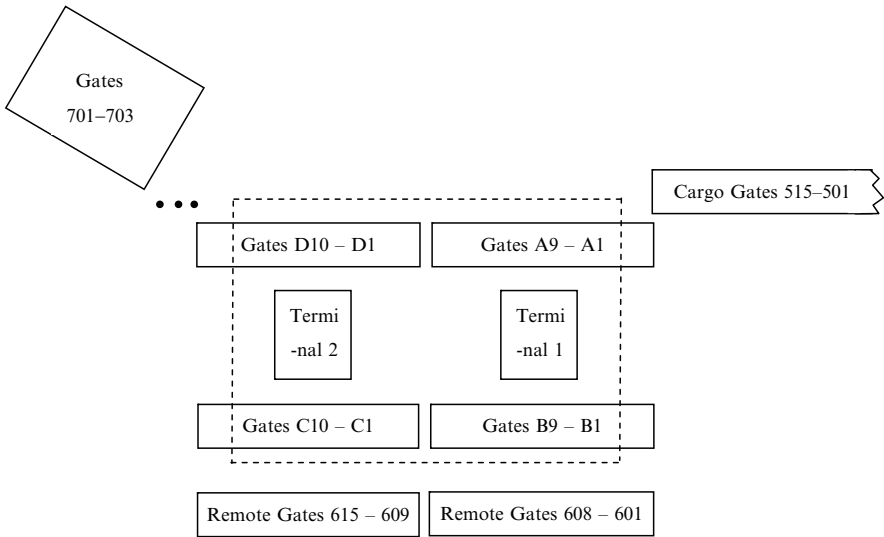 Gates
701–703
Cargo Gates 515–501
Gates D10 – D1
Gates A9 – A1
Termi
-nal 2
Termi
-nal 1
Gates C10 – C1
Gates B9 – B1
Remote Gates 615 – 609
Remote Gates 608 – 601